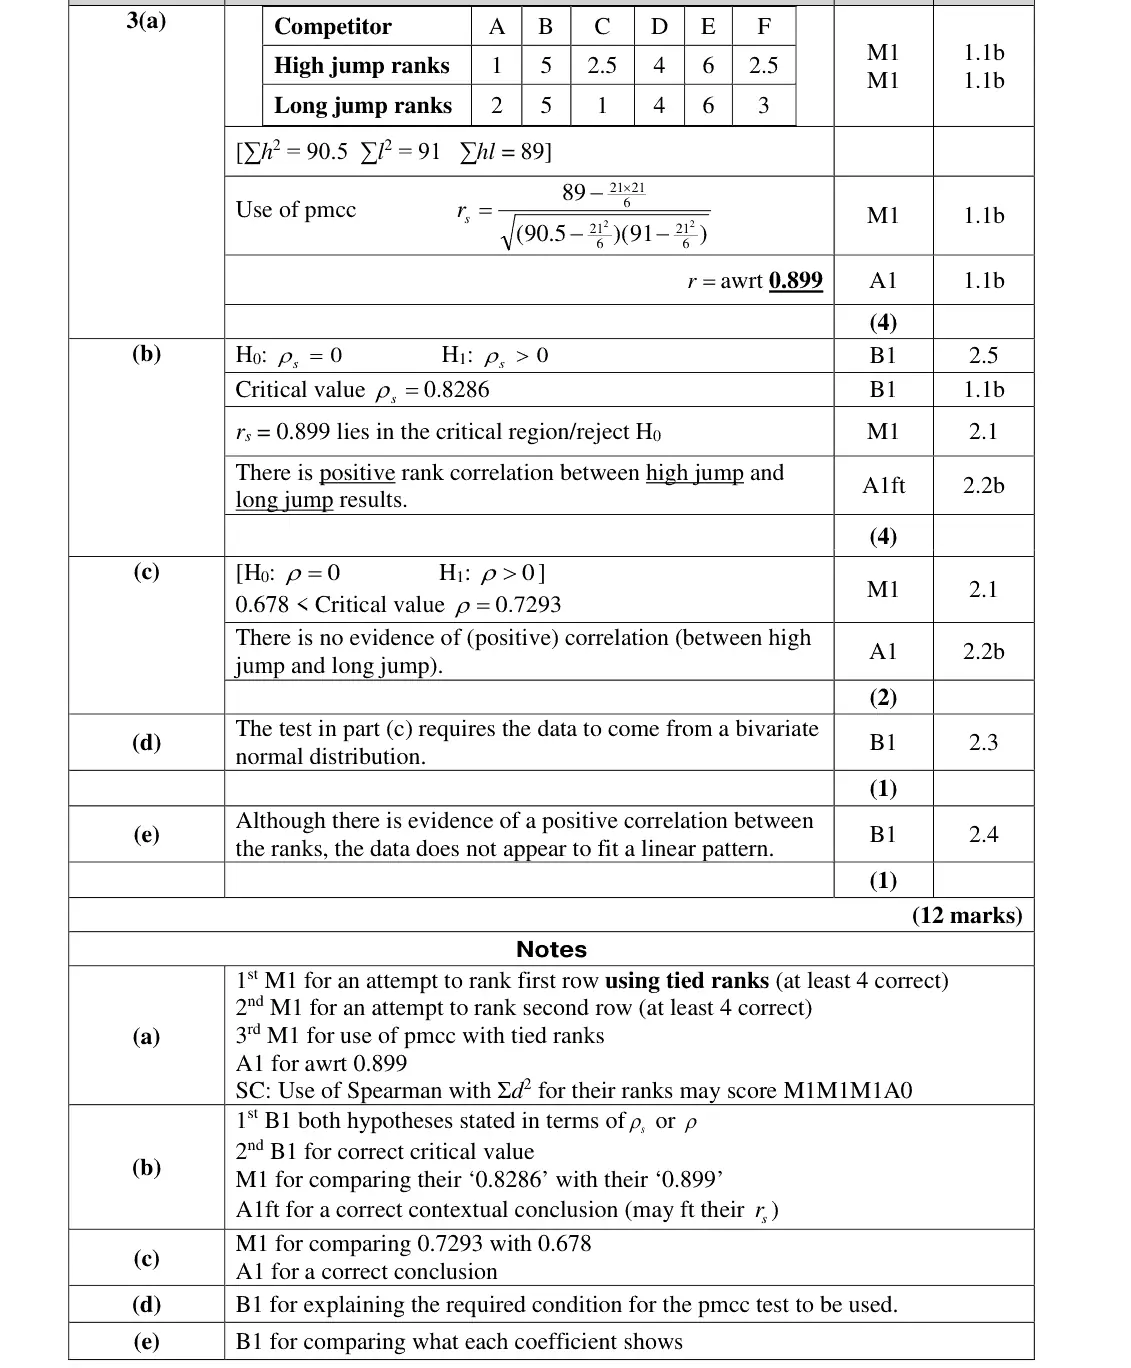 3(a)
Competitor A B C D E F
High jump ranks 1 5 2.5 4 6 2.5
Long jump ranks 2 5 1 4 6 3
M1 1.1b
M1 1.1b
[∑h² = 90.5 ∑l² = 91 ∑hl = 89]
Use of pmcc r_s = (89 − 21×21/6) / √((90.5 − 21²/6)(91 − 21²/6)) M1 1.1b
r = awrt 0.899 A1 1.1b
(4)
(b) H₀: ρ_s = 0 H₁: ρ_s > 0 B1 2.5
Critical value ρ_s = 0.8286 B1 1.1b
r_s = 0.899 lies in the critical region/reject H₀ M1 2.1
There is positive rank correlation between high jump and
long jump results. A1ft 2.2b
(4)
(c) [H₀: ρ = 0 H₁: ρ > 0 ]
0.678 < Critical value ρ = 0.7293 M1 2.1
There is no evidence of (positive) correlation (between high
jump and long jump). A1 2.2b
(2)
(d) The test in part (c) requires the data to come from a bivariate
normal distribution. B1 2.3
(1)
(e) Although there is evidence of a positive correlation between
the ranks, the data does not appear to fit a linear pattern. B1 2.4
(1)
(12 marks)
Notes
(a) 1st M1 for an attempt to rank first row using tied ranks (at least 4 correct)
2nd M1 for an attempt to rank second row (at least 4 correct)
3rd M1 for use of pmcc with tied ranks
A1 for awrt 0.899
SC: Use of Spearman with Σd² for their ranks may score M1M1M1A0
(b) 1st B1 both hypotheses stated in terms of ρ_s or ρ
2nd B1 for correct critical value
M1 for comparing their ‘0.8286’ with their ‘0.899’
A1ft for a correct contextual conclusion (may ft their r_s )
(c) M1 for comparing 0.7293 with 0.678
A1 for a correct conclusion
(d) B1 for explaining the required condition for the pmcc test to be used.
(e) B1 for comparing what each coefficient shows